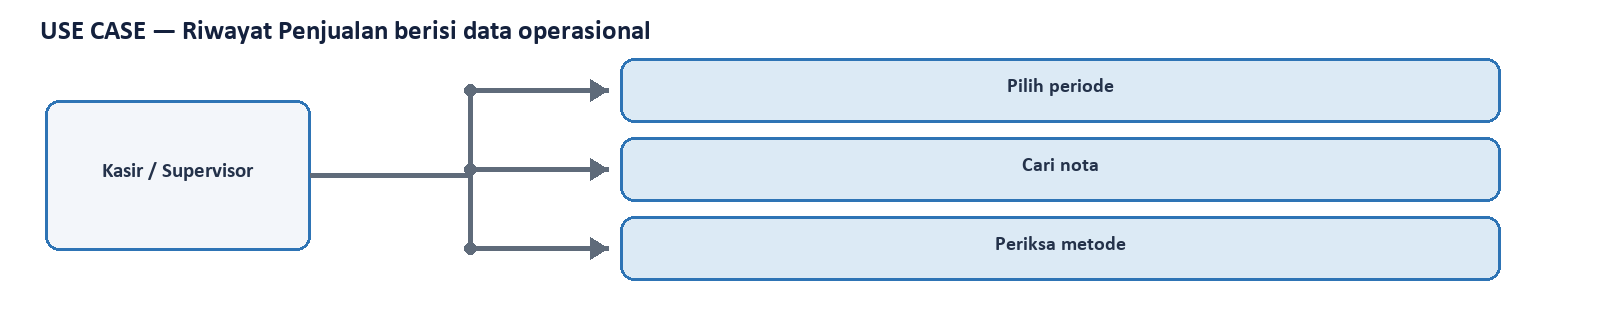 USE CASE — Riwayat Penjualan berisi data operasional
Kasir / Supervisor
Pilih periode
Cari nota
Periksa metode